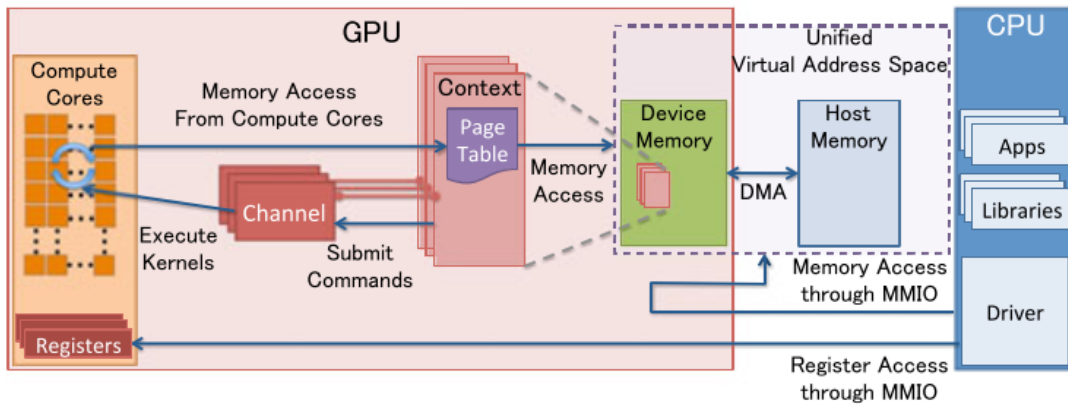 GPU
CPU
Unified
Virtual Address Space
Compute
Cores
Memory Access
From Compute Cores
Context
Page
Table
Device
Memory
Host
Memory
Apps
Libraries
Memory
Access
DMA
Channel
Execute
Kernels
Submit
Commands
Memory Access
through MMIO
Driver
Registers
Register Access
through MMIO